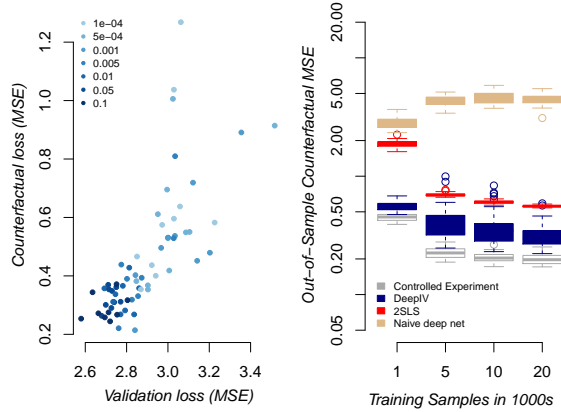 1e−04
5e−04
0.001
0.005
0.01
0.05
0.1
Counterfactual loss (MSE)
0.2 0.4 0.6 0.8 1.0 1.2
2.6 2.8 3.0 3.2 3.4
Validation loss (MSE)
Out−of−Sample Counterfactual MSE
0.05 0.20 0.50 2.00 5.00 20.00
Controlled Experiment
DeepIV
2SLS
Naive deep net
1 5 10 20
Training Samples in 1000s